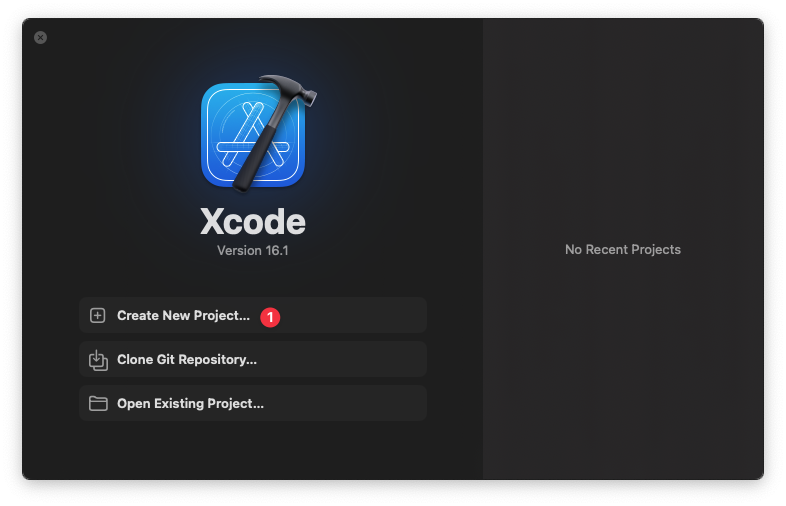 Xcode
Version 16.1
Create New Project...
1
Clone Git Repository...
Open Existing Project...
No Recent Projects